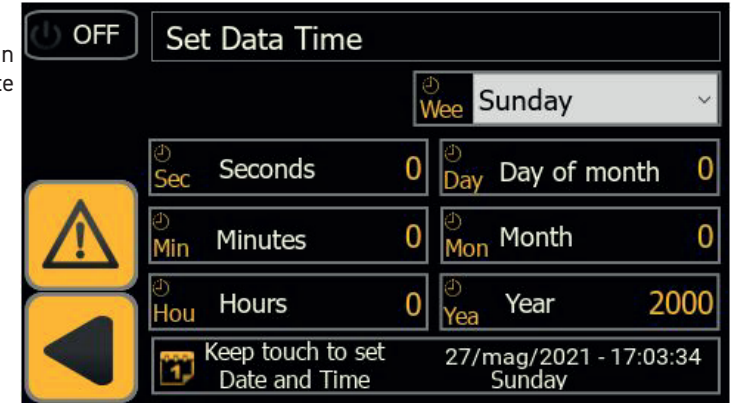 OFF
Set Data Time
Wee Sunday
Sec Seconds 0
Day Day of month 0
Min Minutes 0
Mon Month 0
Hou Hours 0
Yea Year 2000
1
Keep touch to set
Date and Time
27/mag/2021 - 17:03:34
Sunday